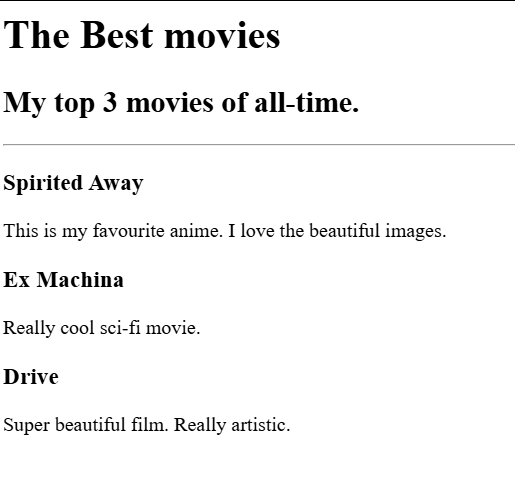 The Best movies
My top 3 movies of all-time.
Spirited Away
This is my favourite anime. I love the beautiful images.
Ex Machina
Really cool sci-fi movie.
Drive
Super beautiful film. Really artistic.